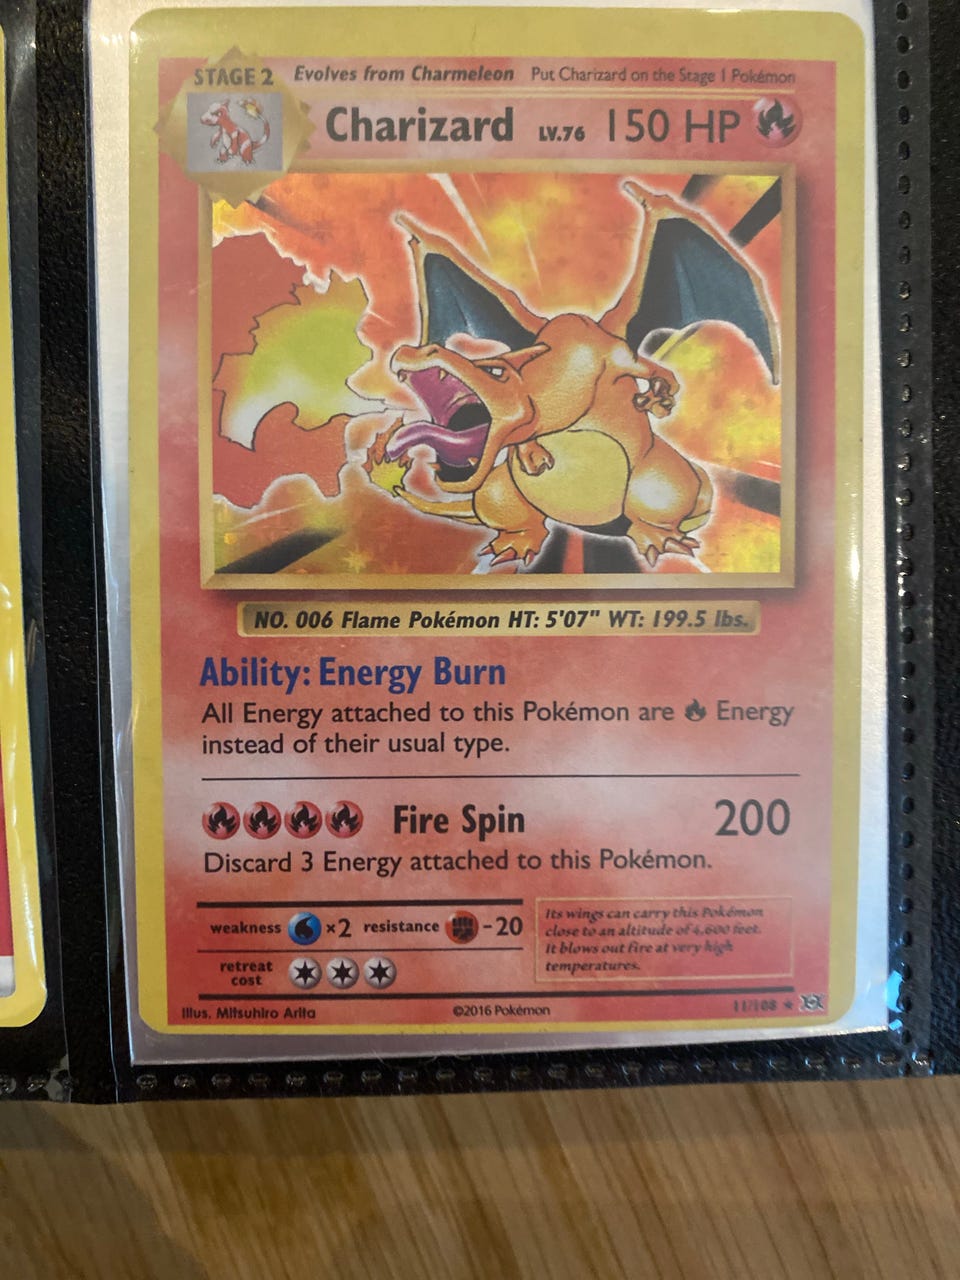 STAGE 2 Evolves from Charmeleon Put Charizard on the Stage 1 Pokémon
Charizard LV.76 150 HP
NO. 006 Flame Pokémon HT: 5'07" WT: 199.5 lbs.
Ability: Energy Burn
All Energy attached to this Pokémon are Energy
instead of their usual type.
Fire Spin 200
Discard 3 Energy attached to this Pokémon.
weakness ×2 resistance -20
retreat
cost
Its wings can carry this Pokémon
close to an altitude of 4,600 feet.
It blows out fire at very high
temperatures.
Illus. Mitsuhiro Arita ©2016 Pokémon 11/108